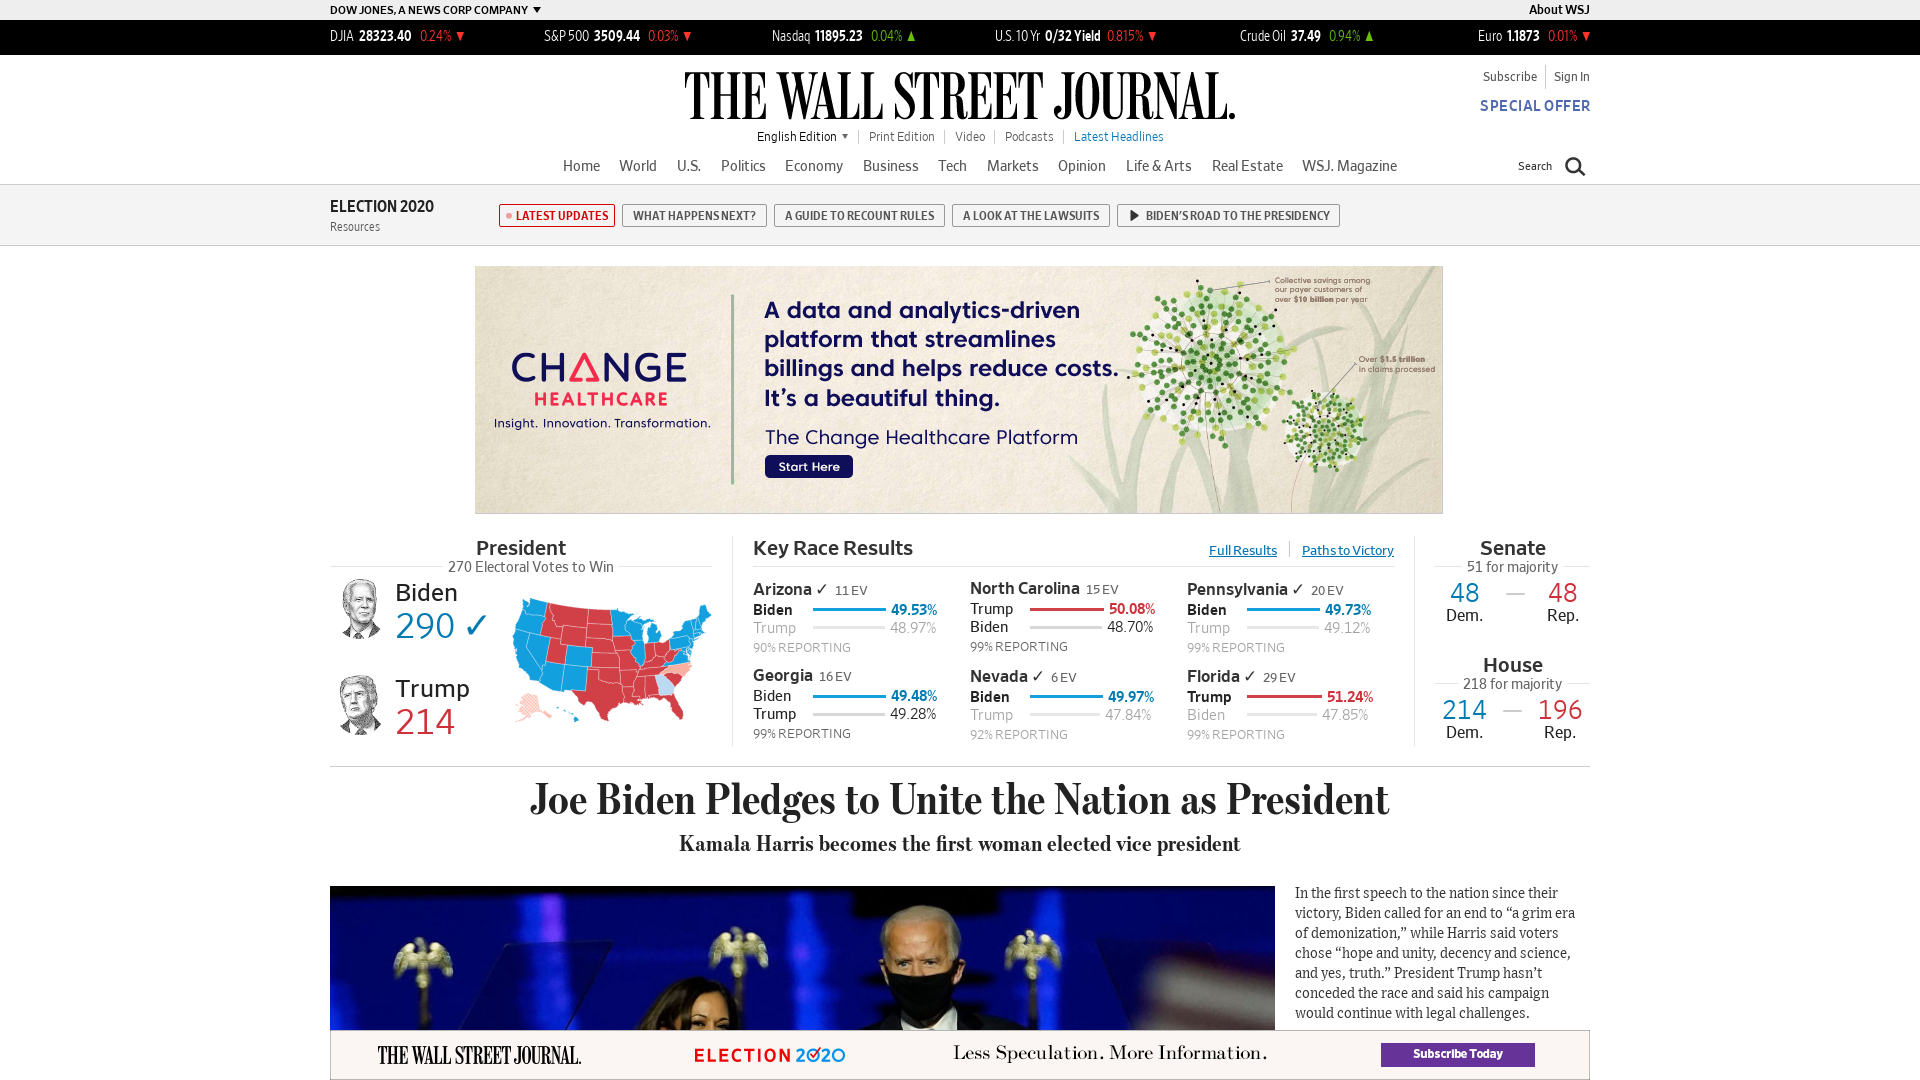 DOW JONES, A NEWS CORP COMPANY
About WSJ
DJIA 28323.40 0.24% ▼
S&P 500 3509.44 0.03% ▼
Nasdaq 11895.23 0.04% ▲
U.S. 10 Yr 0/32 Yield 0.815% ▼
Crude Oil 37.49 0.94% ▲
Euro 1.1873 0.01% ▼
THE WALL STREET JOURNAL.
Subscribe
Sign In
SPECIAL OFFER
English Edition
Print Edition
Video
Podcasts
Latest Headlines
Home World U.S. Politics Economy Business Tech Markets Opinion Life & Arts Real Estate WSJ. Magazine
Search
ELECTION 2020
Resources
LATEST UPDATES
WHAT HAPPENS NEXT?
A GUIDE TO RECOUNT RULES
A LOOK AT THE LAWSUITS
BIDEN'S ROAD TO THE PRESIDENCY
CHANGE
HEALTHCARE
Insight. Innovation. Transformation.
A data and analytics-driven
platform that streamlines
billings and helps reduce costs.
It's a beautiful thing.
The Change Healthcare Platform
Start Here
Collective savings among
our payer customers of
over $10 billion per year
Over $1.5 trillion
in claims processed
President
270 Electoral Votes to Win
Biden
290 ✓
Trump
214
Key Race Results
Full Results
Paths to Victory
Arizona ✓ 11 EV
Biden 49.53%
Trump 48.97%
90% REPORTING
North Carolina 15 EV
Trump 50.08%
Biden 48.70%
99% REPORTING
Pennsylvania ✓ 20 EV
Biden 49.73%
Trump 49.12%
99% REPORTING
Georgia 16 EV
Biden 49.48%
Trump 49.28%
99% REPORTING
Nevada ✓ 6 EV
Biden 49.97%
Trump 47.84%
92% REPORTING
Florida ✓ 29 EV
Trump 51.24%
Biden 47.85%
99% REPORTING
Senate
51 for majority
48 — 48
Dem. Rep.
House
218 for majority
214 — 196
Dem. Rep.
Joe Biden Pledges to Unite the Nation as President
Kamala Harris becomes the first woman elected vice president
In the first speech to the nation since their
victory, Biden called for an end to “a grim era
of demonization,” while Harris said voters
chose “hope and unity, decency and science,
and yes, truth.” President Trump hasn’t
conceded the race and said his campaign
would continue with legal challenges.
THE WALL STREET JOURNAL.
ELECTION 2020
Less Speculation. More Information.
Subscribe Today